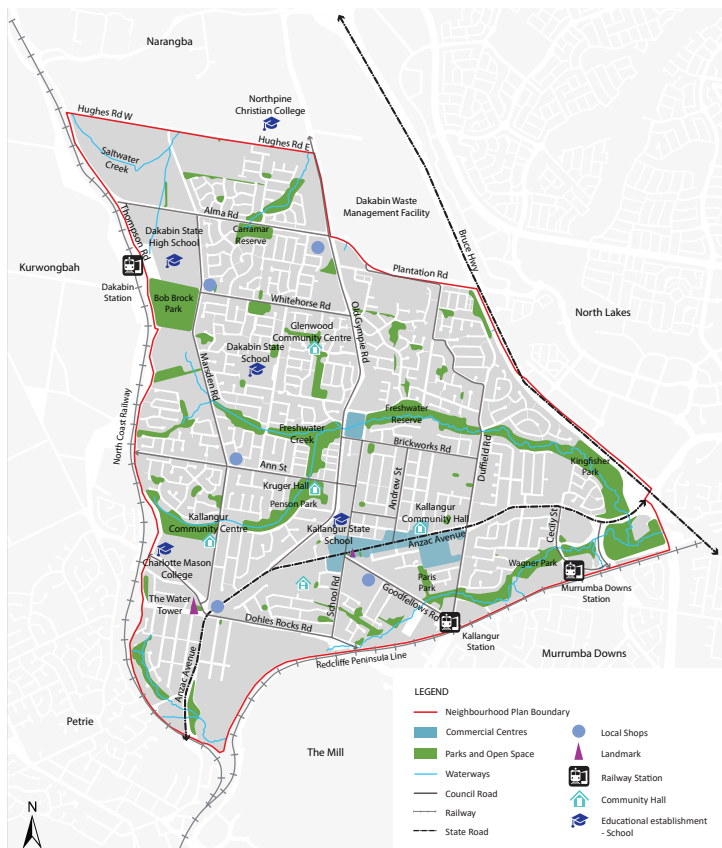 Narangba
Northpine
Christian College
Hughes Rd W
Hughes Rd E
Saltwater
Creek
Dakabin Waste
Management Facility
Bruce Hwy
Thompson Rd
Alma Rd
Carramar
Reserve
Dakabin State
High School
Kurwongbah
Dakabin
Station
Plantation Rd
Bob Brock
Park
Whitehorse Rd
Old Gympie Rd
North Lakes
Glenwood
Community Centre
Dakabin State
School
Marsden Rd
North Coast Railway
Freshwater
Reserve
Freshwater
Creek
Brickworks Rd
Duffield Rd
Kingfisher
Park
Ann St
Andrew St
Kruger Hall
Penson Park
Kallangur
Community Centre
Kallangur State
School
Kallangur
Community Hall
Cecily St
Anzac Avenue
Charlotte Mason
College
Wagner Park
Paris
Park
Murrumba Downs
Station
The Water
Tower
School Rd
Goodfellows Rd
Dohles Rocks Rd
Kallangur
Station
Redcliffe Peninsula Line
Murrumba Downs
Anzac Avenue
Petrie
The Mill
N
LEGEND
Neighbourhood Plan Boundary
Commercial Centres
Parks and Open Space
Waterways
Council Road
Railway
State Road
Local Shops
Landmark
Railway Station
Community Hall
Educational establishment
- School